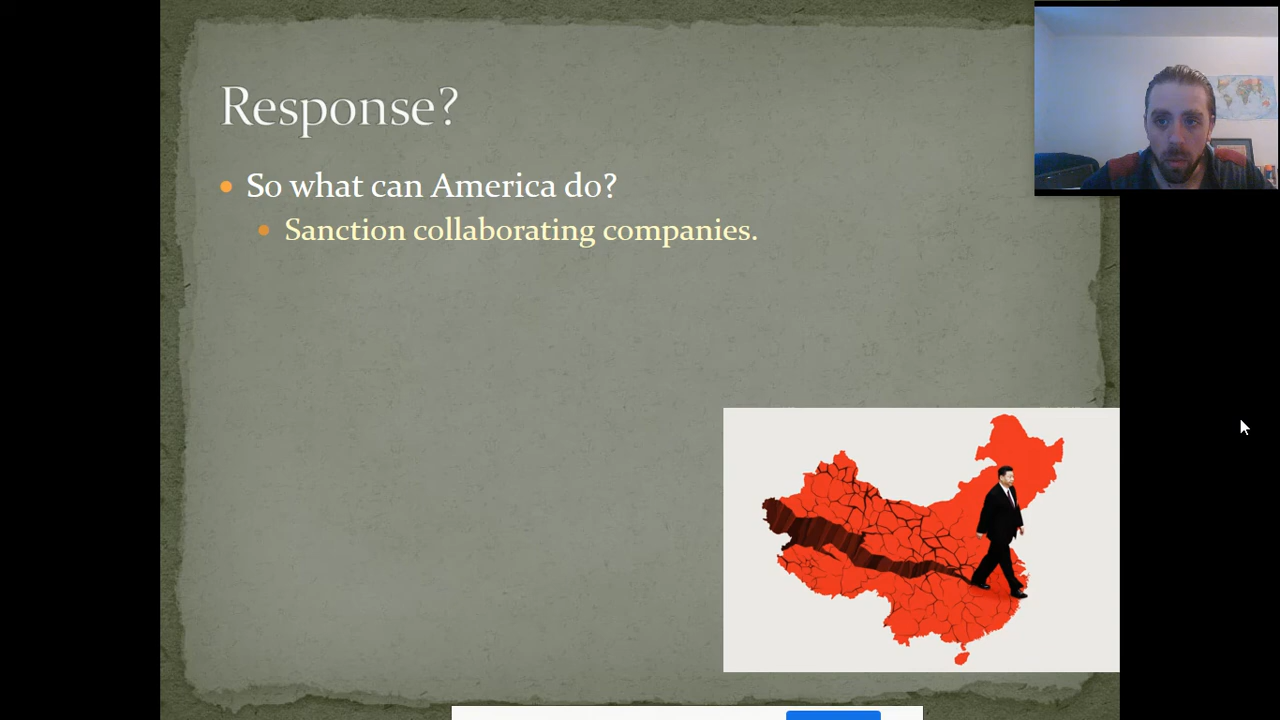 Response?
So what can America do?
Sanction collaborating companies.